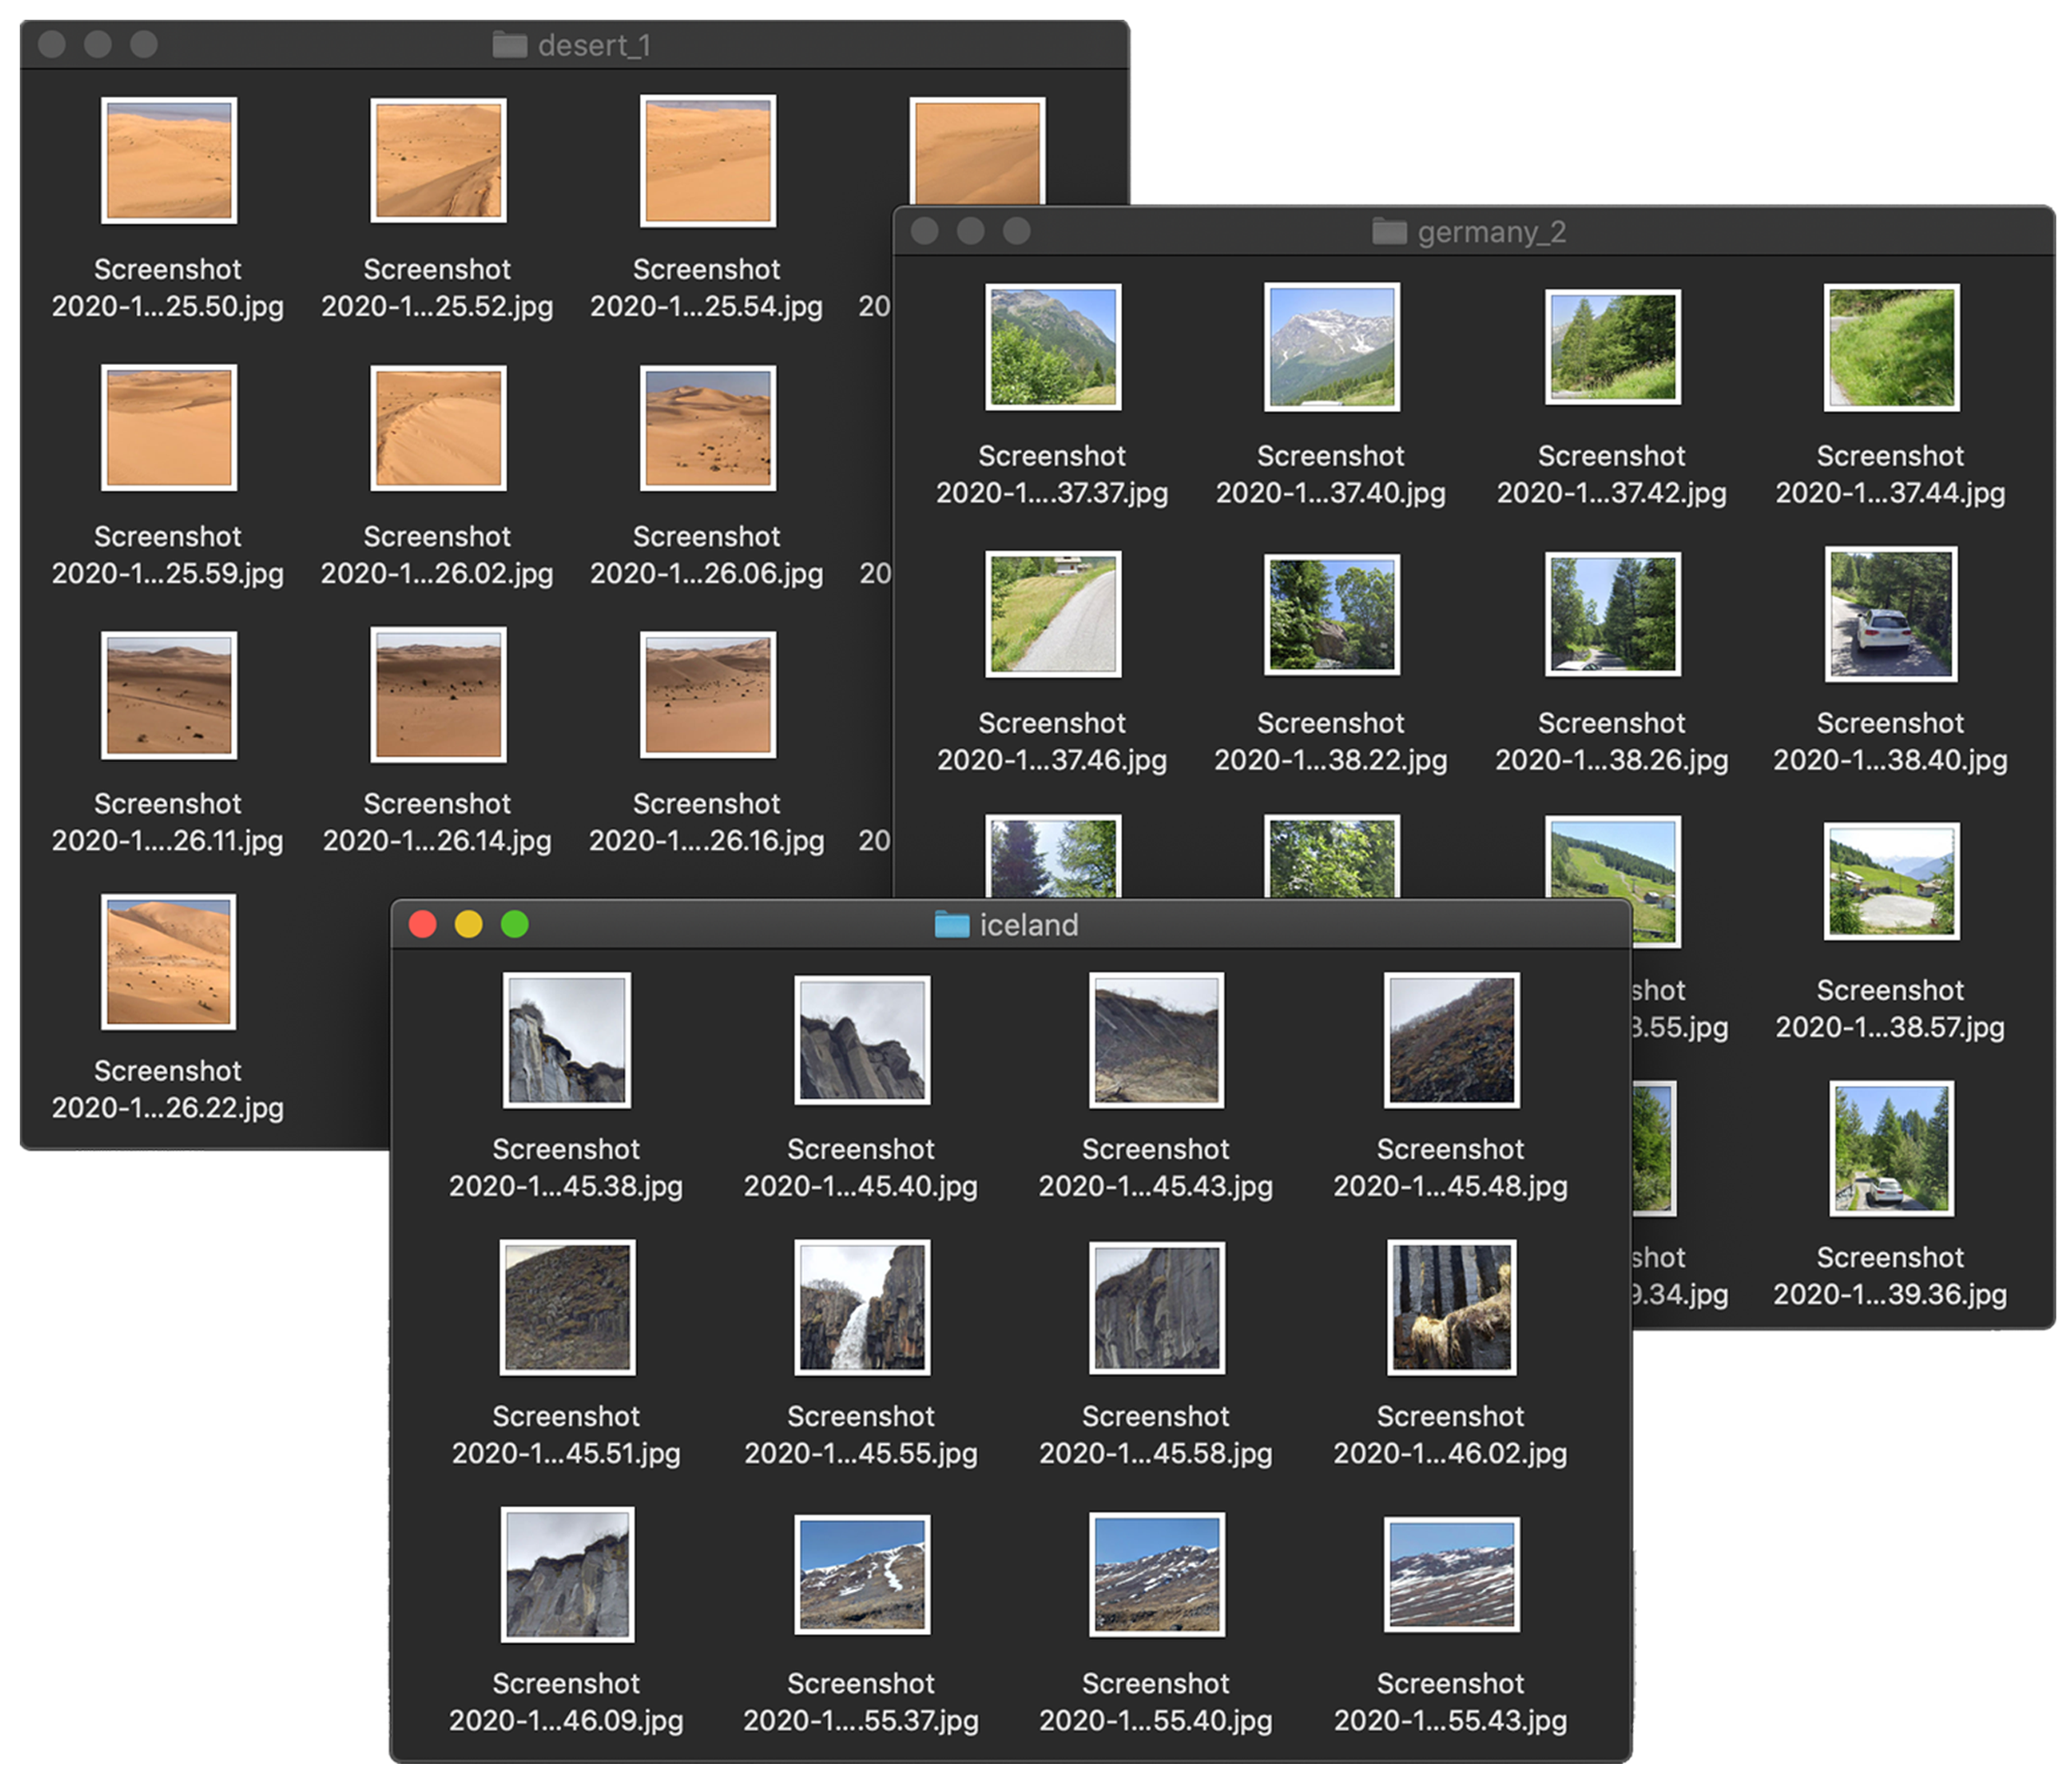 desert_1
Screenshot Screenshot Screenshot
2020-1...25.50.jpg 2020-1...25.52.jpg 2020-1...25.54.jpg 20
Screenshot Screenshot Screenshot
2020-1...25.59.jpg 2020-1...26.02.jpg 2020-1...26.06.jpg 20
Screenshot Screenshot Screenshot
2020-1....26.11.jpg 2020-1...26.14.jpg 2020-1....26.16.jpg 20
Screenshot
2020-1...26.22.jpg
germany_2
Screenshot Screenshot Screenshot Screenshot
2020-1....37.37.jpg 2020-1...37.40.jpg 2020-1...37.42.jpg 2020-1...37.44.jpg
Screenshot Screenshot Screenshot Screenshot
2020-1...37.46.jpg 2020-1...38.22.jpg 2020-1...38.26.jpg 2020-1...38.40.jpg
shot Screenshot
8.55.jpg 2020-1...38.57.jpg
shot Screenshot
9.34.jpg 2020-1...39.36.jpg
iceland
Screenshot Screenshot Screenshot Screenshot
2020-1...45.38.jpg 2020-1...45.40.jpg 2020-1...45.43.jpg 2020-1...45.48.jpg
Screenshot Screenshot Screenshot Screenshot
2020-1...45.51.jpg 2020-1...45.55.jpg 2020-1...45.58.jpg 2020-1...46.02.jpg
Screenshot Screenshot Screenshot Screenshot
2020-1...46.09.jpg 2020-1....55.37.jpg 2020-1...55.40.jpg 2020-1...55.43.jpg